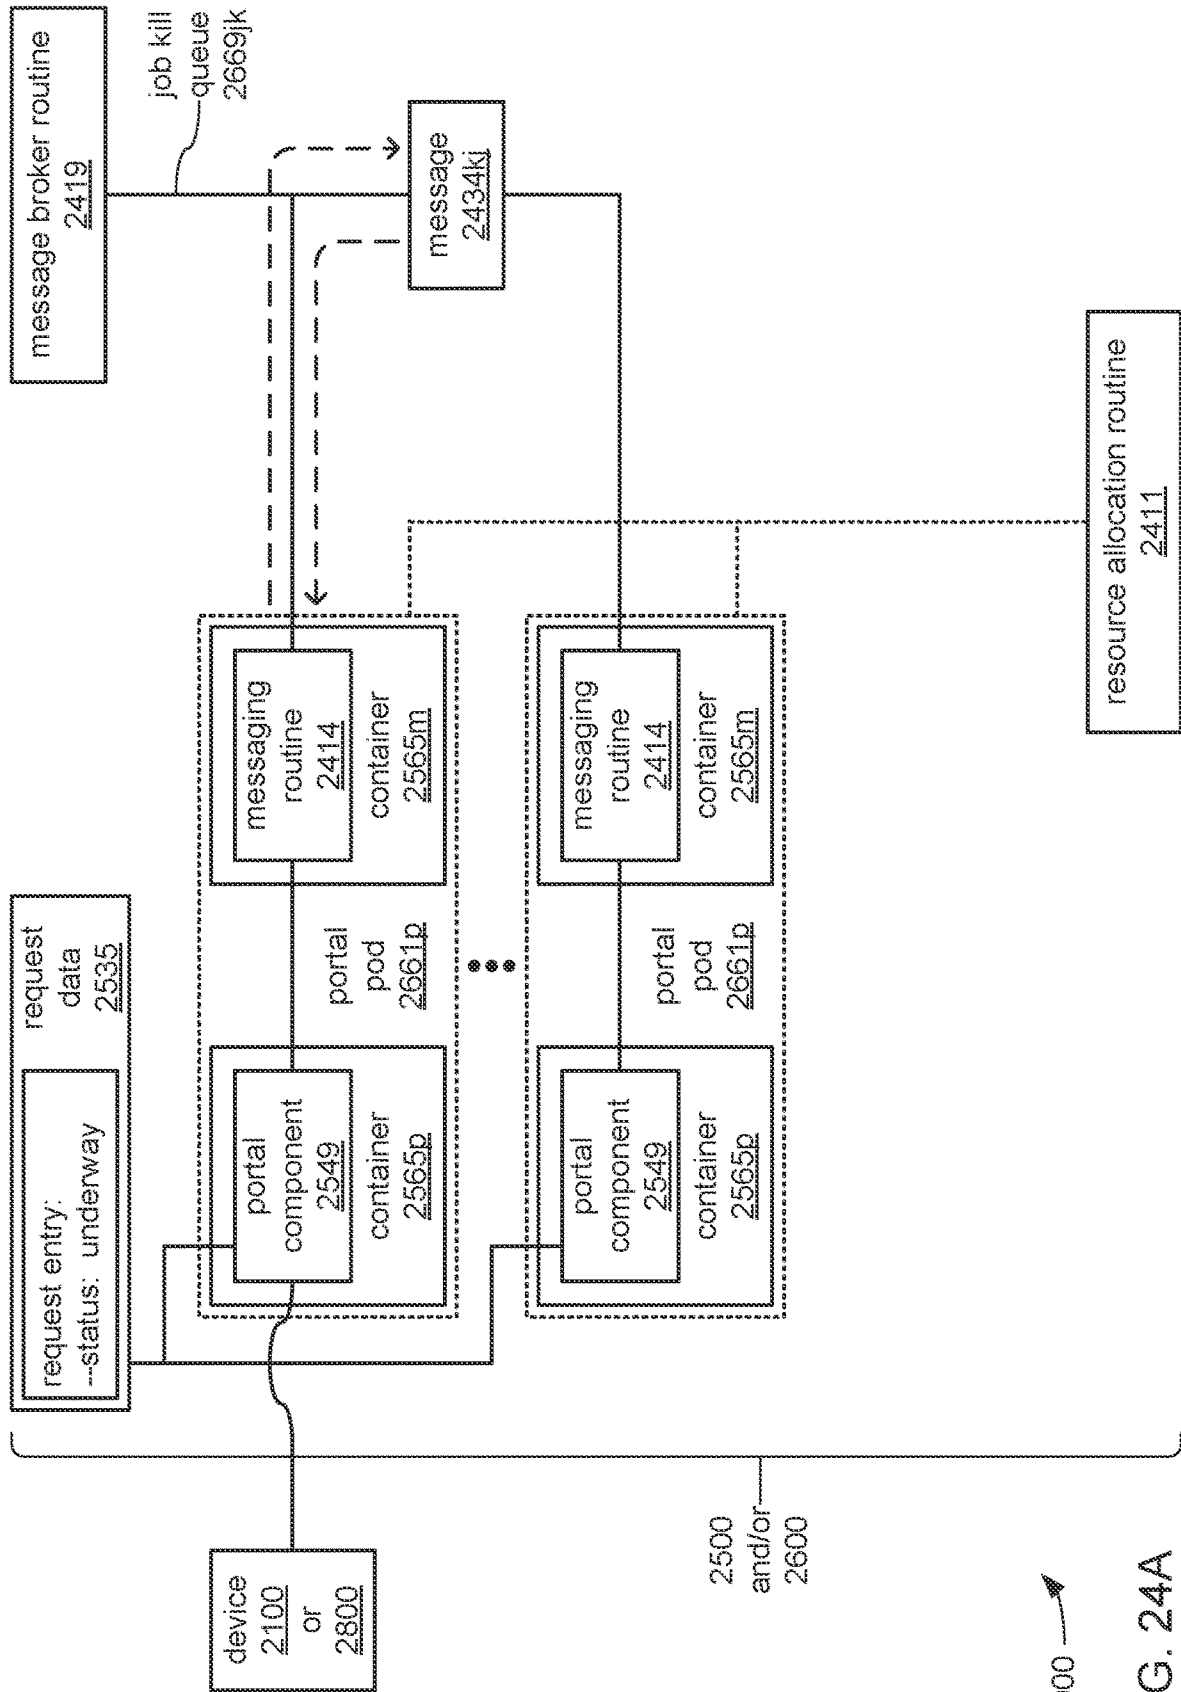 device
2100
or
2800
request entry:
--status: underway
request
data
2535
portal
component
2549
container
2565p
portal
pod
2661p
messaging
routine
2414
container
2565m
portal
component
2549
container
2565p
portal
pod
2661p
messaging
routine
2414
container
2565m
message broker routine
2419
job kill
queue
2669jk
message
2434kj
resource allocation routine
2411
2500
and/or
2600
00
G. 24A